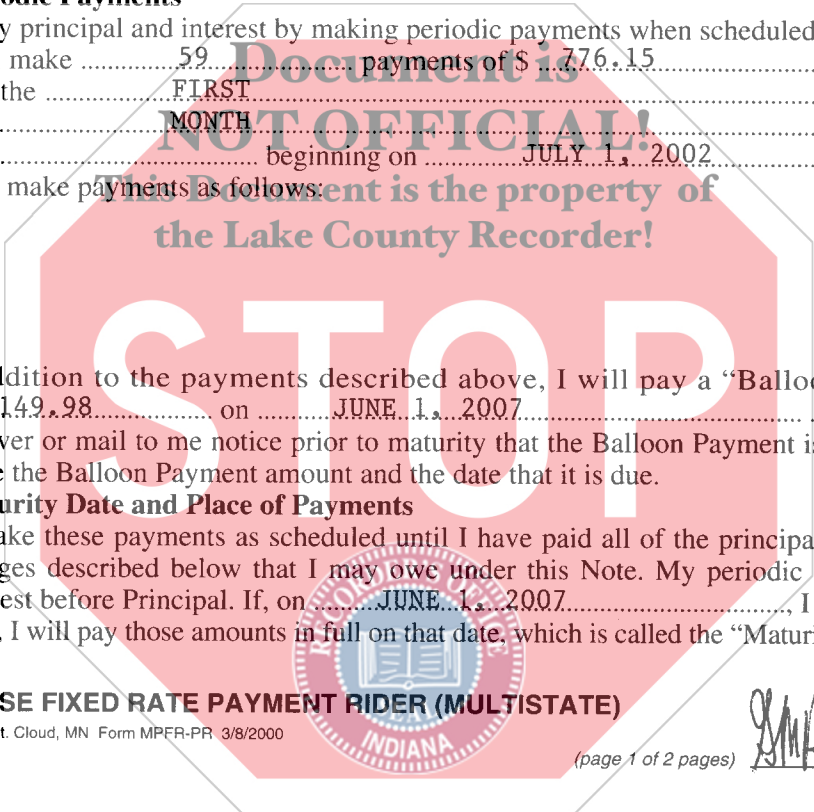 odic Payments
y principal and interest by making periodic payments when scheduled
make 59 payments of $ 776.15
the FIRST
MONTH
beginning on JULY 1, 2002
make payments as follows:
Document is
NOT OFFICIAL!
This Document is the property of
the Lake County Recorder!
STOP
ddition to the payments described above, I will pay a “Balloo
149.98 on JUNE 1, 2007
ver or mail to me notice prior to maturity that the Balloon Payment is
e the Balloon Payment amount and the date that it is due.
urity Date and Place of Payments
ake these payments as scheduled until I have paid all of the principa
ges described below that I may owe under this Note. My periodic
est before Principal. If, on JUNE 1, 2007, I
, I will pay those amounts in full on that date, which is called the “Maturi
INDIANA
SE FIXED RATE PAYMENT RIDER (MULTISTATE)
t. Cloud, MN Form MPFR-PR 3/8/2000
(page 1 of 2 pages)